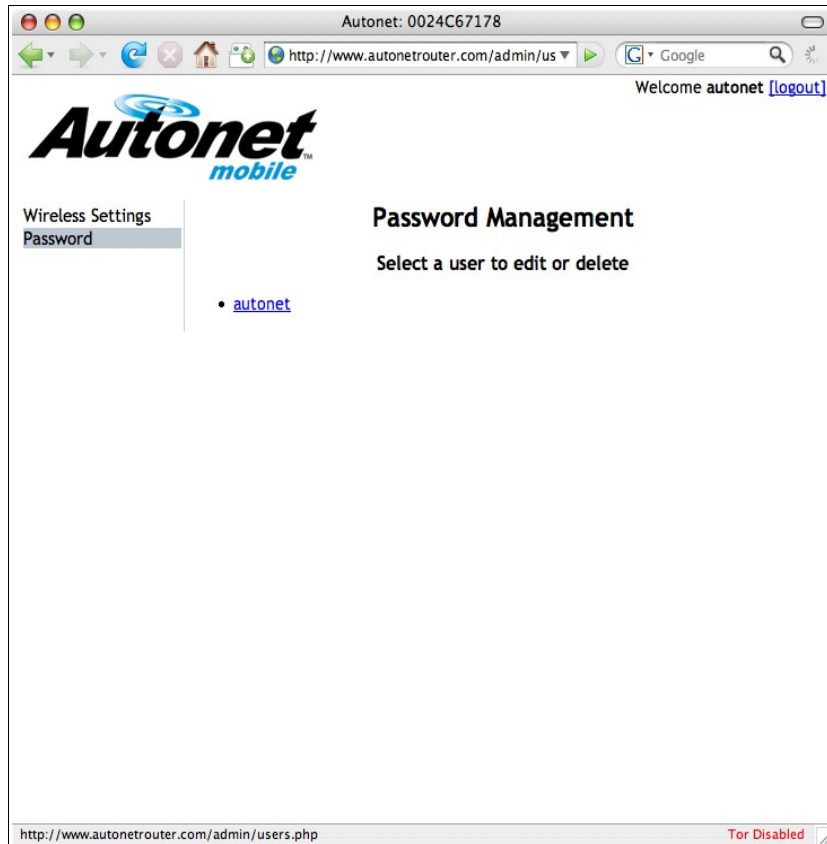 Autonet: 0024C67178
http://www.autonetrouter.com/admin/us
G Google
Welcome autonet [logout]
Autonet™
mobile
Wireless Settings
Password
Password Management
Select a user to edit or delete
• autonet
http://www.autonetrouter.com/admin/users.php
Tor Disabled